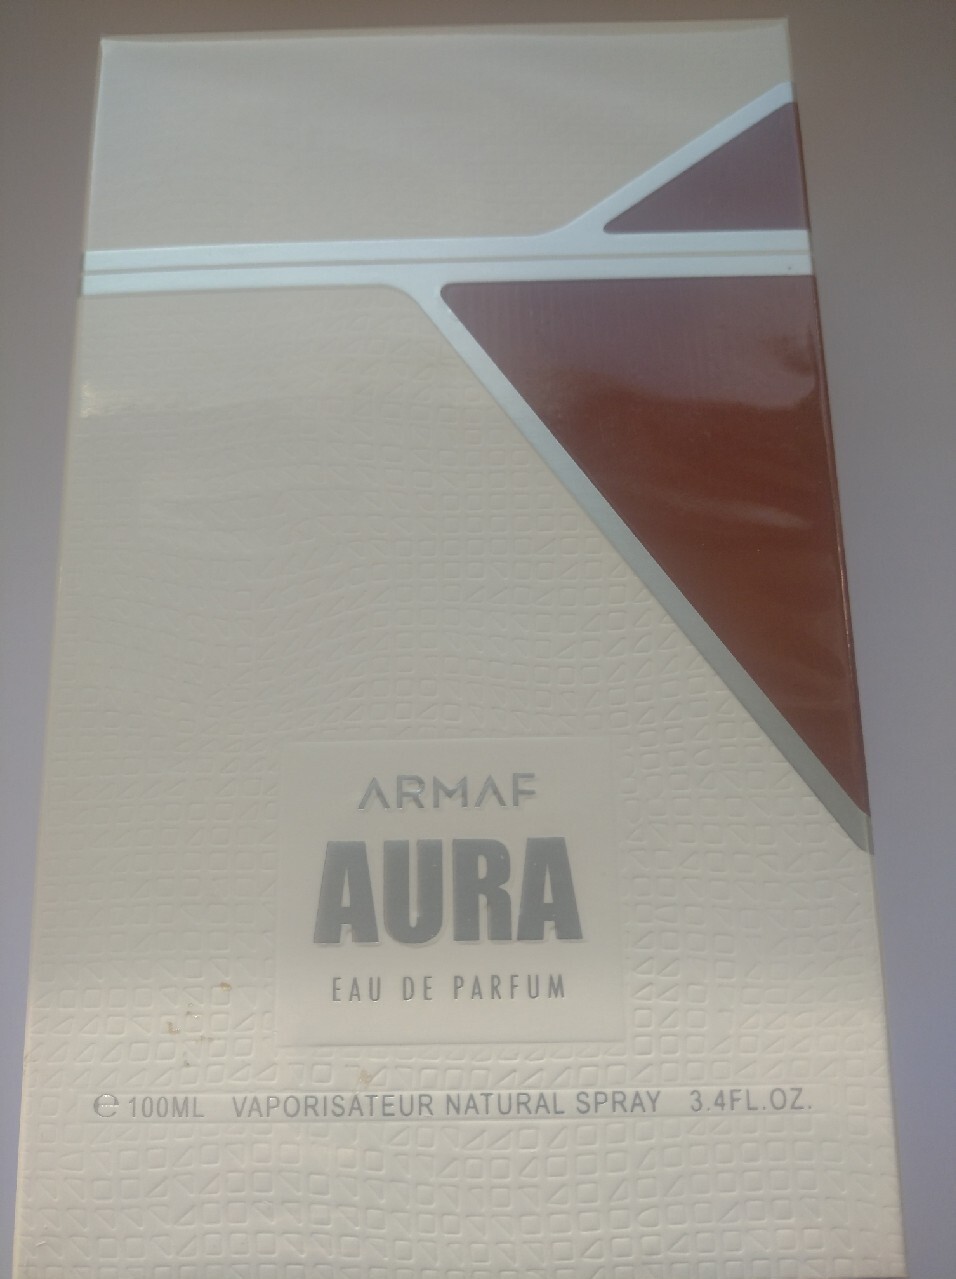 ARMAF
AURA
EAU DE PARFUM
℮ 100ML VAPORISATEUR NATURAL SPRAY 3.4FL.OZ.